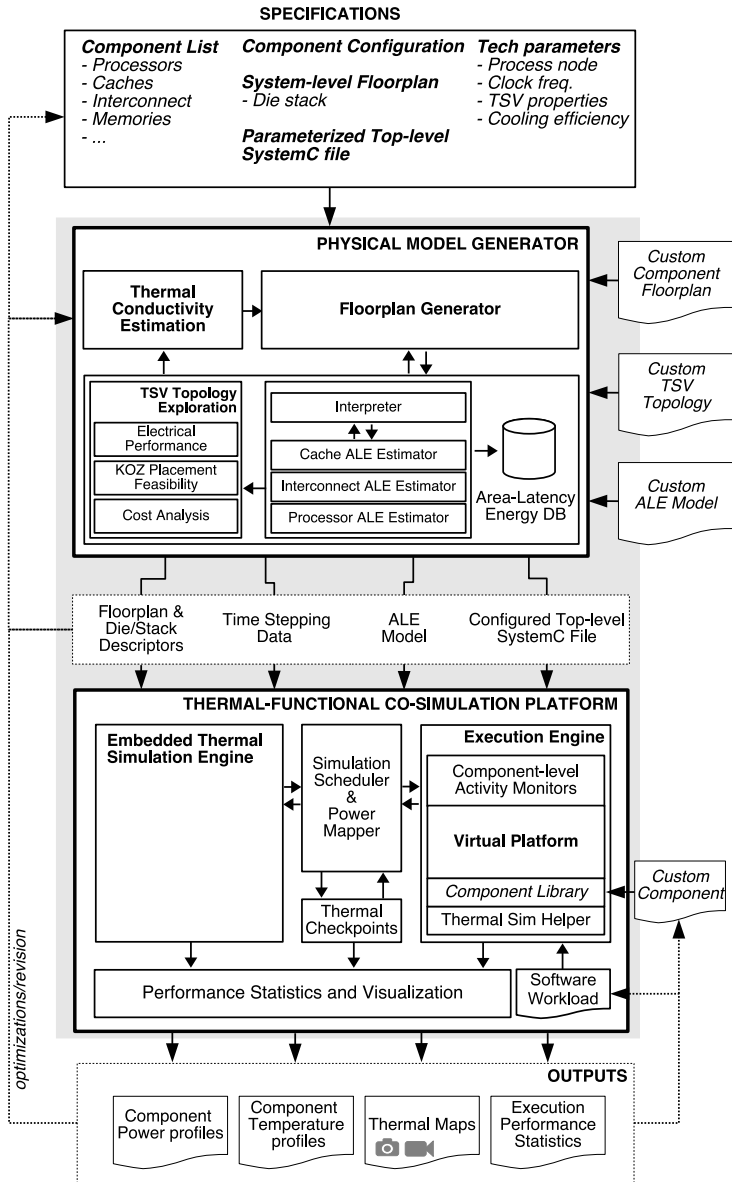 SPECIFICATIONS
Component List
- Processors
- Caches
- Interconnect
- Memories
- ...
Component Configuration
System-level Floorplan
- Die stack
Parameterized Top-level
SystemC file
Tech parameters
- Process node
- Clock freq.
- TSV properties
- Cooling efficiency
PHYSICAL MODEL GENERATOR
Thermal
Conductivity
Estimation
Floorplan Generator
Custom
Component
Floorplan
TSV Topology
Exploration
Electrical
Performance
KOZ Placement
Feasibility
Cost Analysis
Interpreter
Cache ALE Estimator
Interconnect ALE Estimator
Processor ALE Estimator
Area-Latency
Energy DB
Custom
TSV
Topology
Custom
ALE Model
Floorplan &
Die/Stack
Descriptors
Time Stepping
Data
ALE
Model
Configured Top-level
SystemC File
THERMAL-FUNCTIONAL CO-SIMULATION PLATFORM
Embedded Thermal
Simulation Engine
Simulation
Scheduler
&
Power
Mapper
Thermal
Checkpoints
Execution Engine
Component-level
Activity Monitors
Virtual Platform
Component Library
Thermal Sim Helper
Custom
Component
Performance Statistics and Visualization
Software
Workload
optimizations/revision
OUTPUTS
Component
Power profiles
Component
Temperature
profiles
Thermal Maps
Execution
Performance
Statistics